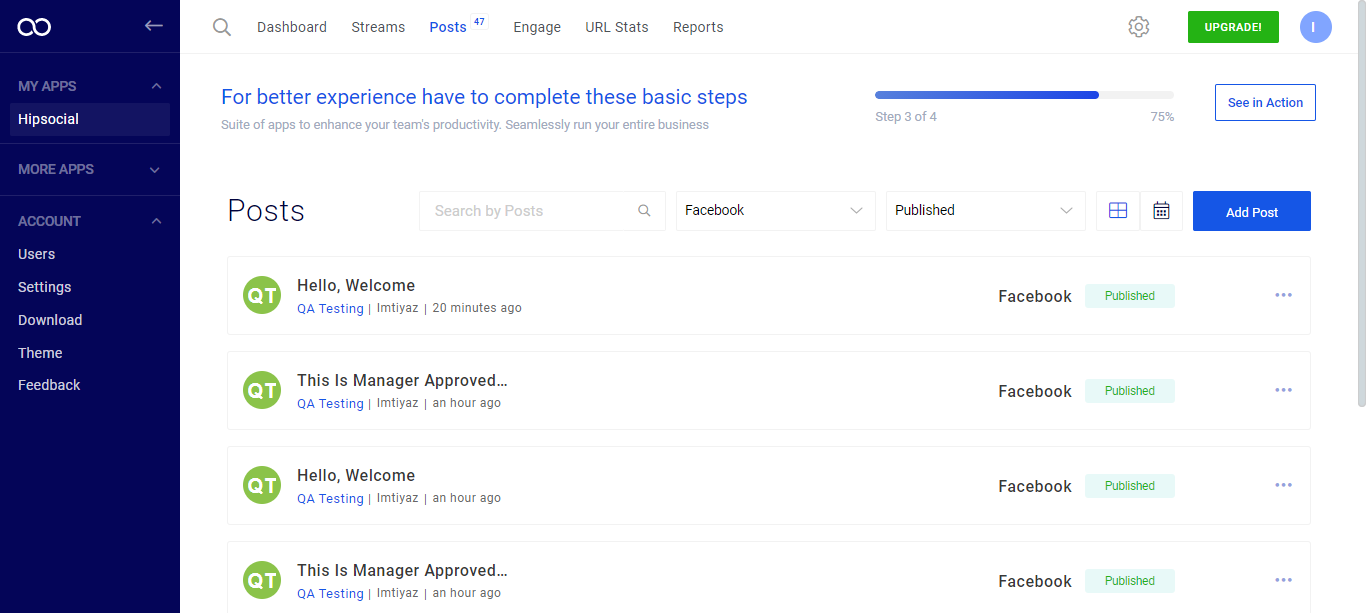 MY APPS
Hipsocial
MORE APPS
ACCOUNT
Users
Settings
Download
Theme
Feedback
Dashboard Streams Posts 47 Engage URL Stats Reports
UPGRADE! I
For better experience have to complete these basic steps
Suite of apps to enhance your team's productivity. Seamlessly run your entire business
Step 3 of 4 75%
See in Action
Posts
Search by Posts Facebook Published Add Post
QT Hello, Welcome
QA Testing | Imtiyaz | 20 minutes ago
Facebook Published
QT This Is Manager Approved...
QA Testing | Imtiyaz | an hour ago
Facebook Published
QT Hello, Welcome
QA Testing | Imtiyaz | an hour ago
Facebook Published
QT This Is Manager Approved...
QA Testing | Imtiyaz | an hour ago
Facebook Published